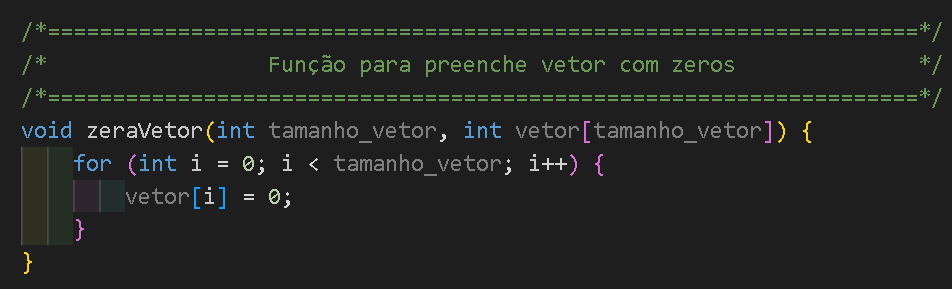 /*===================================================================*/
/*                 Função para preenche vetor com zeros            */
/*===================================================================*/
void zeraVetor(int tamanho_vetor, int vetor[tamanho_vetor]) {
    for (int i = 0; i < tamanho_vetor; i++) {
        vetor[i] = 0;
    }
}